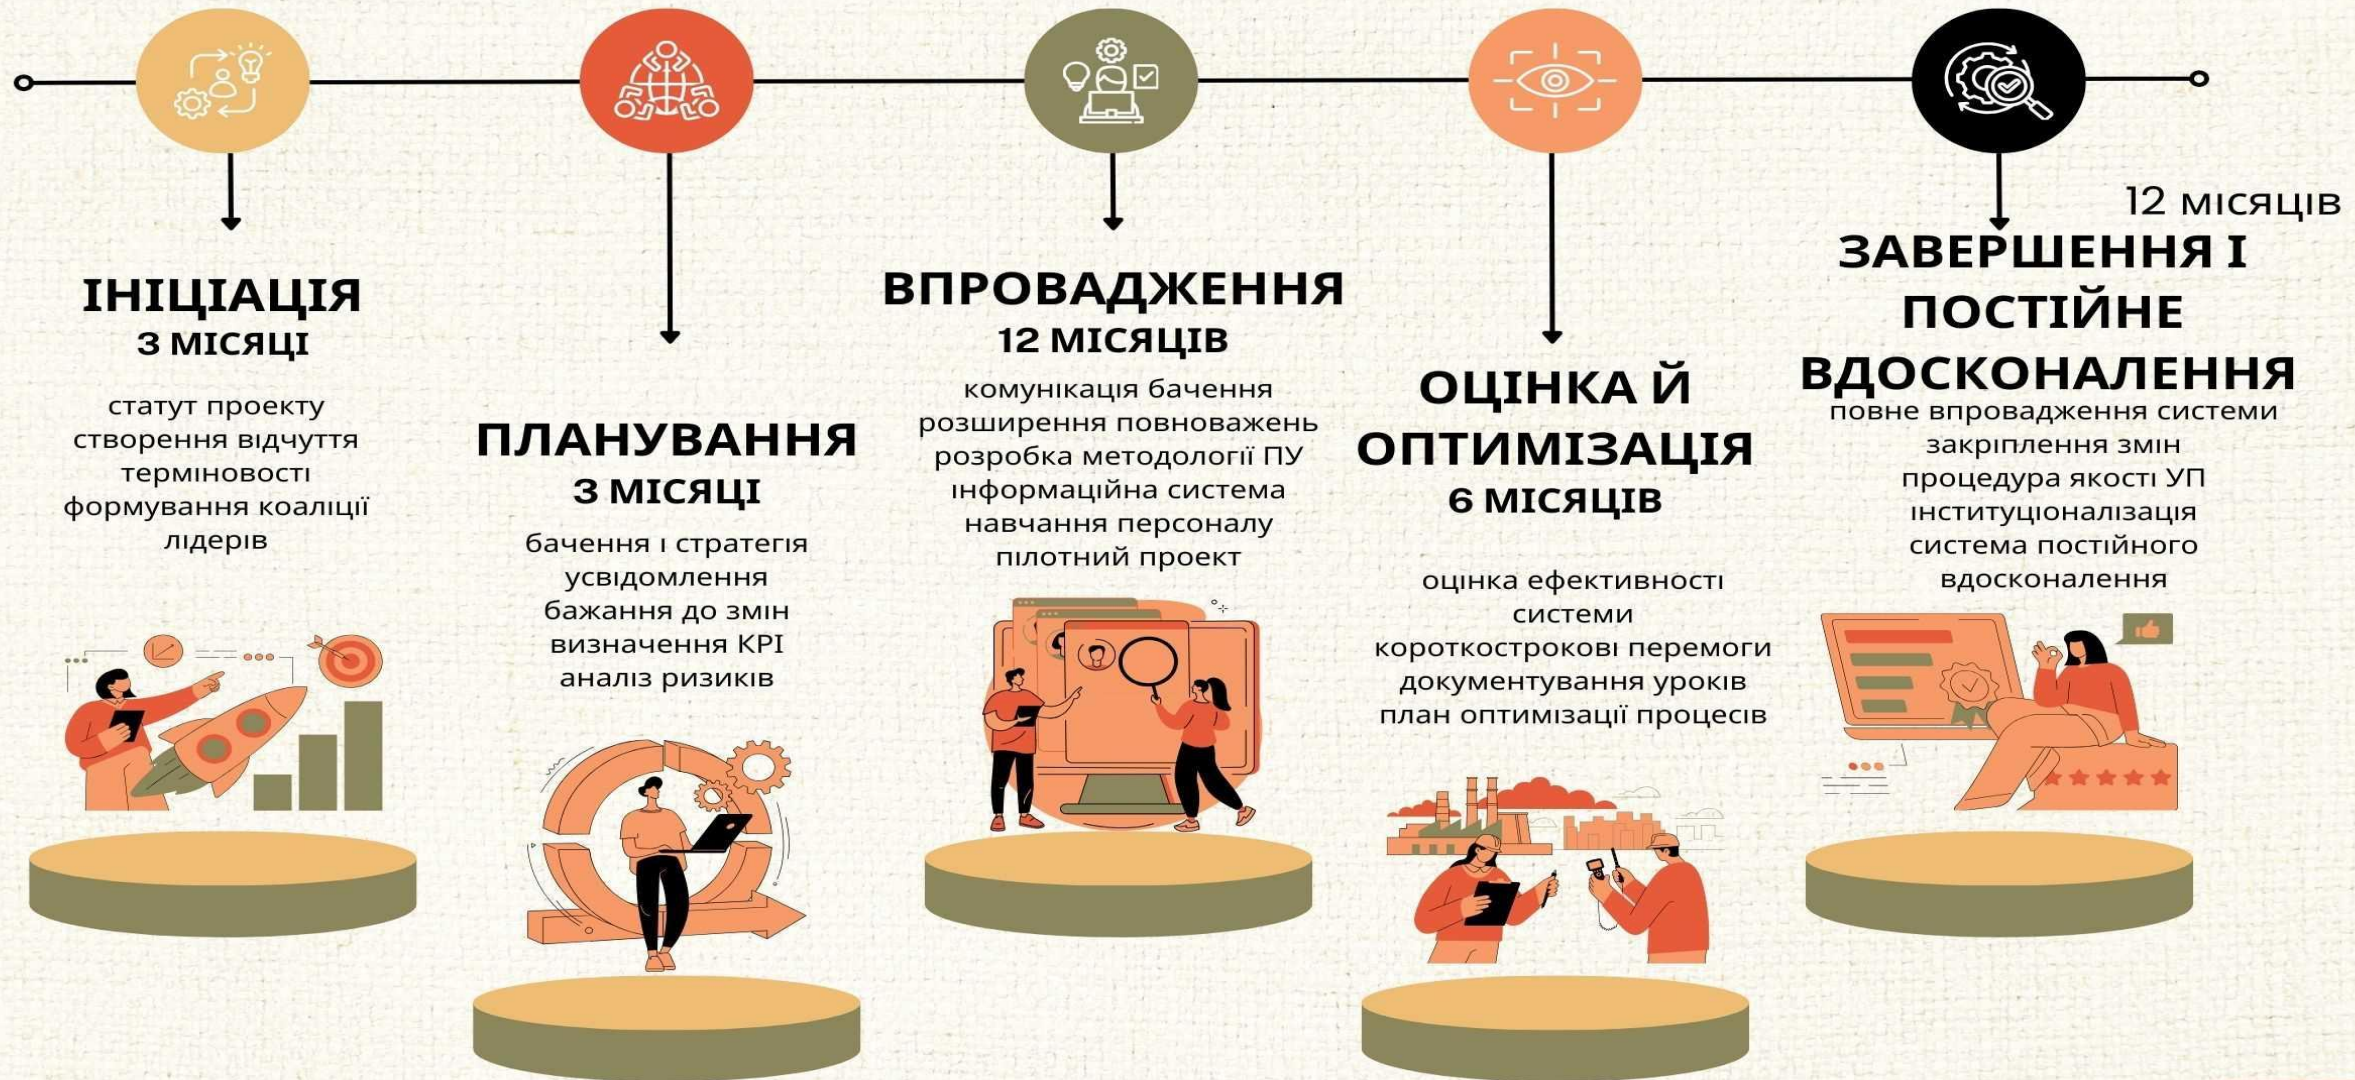 ІНІЦІАЦІЯ
3 МІСЯЦІ
статут проекту
створення відчуття
терміновості
формування коаліції
лідерів
ПЛАНУВАННЯ
3 МІСЯЦІ
бачення і стратегія
усвідомлення
бажання до змін
визначення КРІ
аналіз ризиків
ВПРОВАДЖЕННЯ
12 МІСЯЦІВ
комунікація бачення
розширення повноважень
розробка методології ПУ
інформаційна система
навчання персоналу
пілотний проект
ОЦІНКА Й
ОПТИМІЗАЦІЯ
6 МІСЯЦІВ
оцінка ефективності
системи
короткострокові перемоги
документування уроків
план оптимізації процесів
12 місяців
ЗАВЕРШЕННЯ І
ПОСТІЙНЕ
ВДОСКОНАЛЕННЯ
повне впровадження системи
закріплення змін
процедура якості УП
інституціоналізація
система постійного
вдосконалення